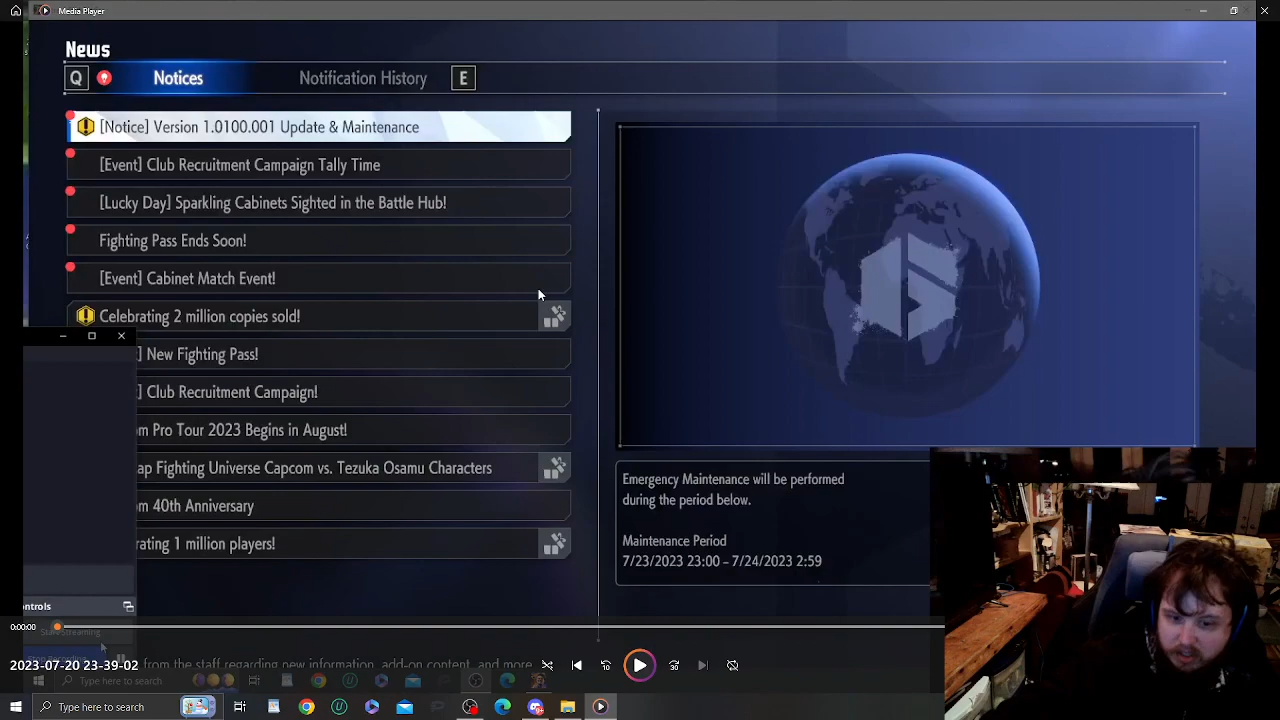 Media Player
News
Q Notices Notification History E
[Notice] Version 1.0100.001 Update & Maintenance
[Event] Club Recruitment Campaign Tally Time
[Lucky Day] Sparkling Cabinets Sighted in the Battle Hub!
Fighting Pass Ends Soon!
[Event] Cabinet Match Event!
Celebrating 2 million copies sold!
] New Fighting Pass!
] Club Recruitment Campaign!
om Pro Tour 2023 Begins in August!
ap Fighting Universe Capcom vs. Tezuka Osamu Characters
om 40th Anniversary
rating 1 million players!
Emergency Maintenance will be performed
during the period below.
Maintenance Period
7/23/2023 23:00 – 7/24/2023 2:59
ontrols
0:00:00
Start Streaming
2023-07-20 23-39-02
from the staff regarding new information, add-on content, and more
Type here to search
Type here to search